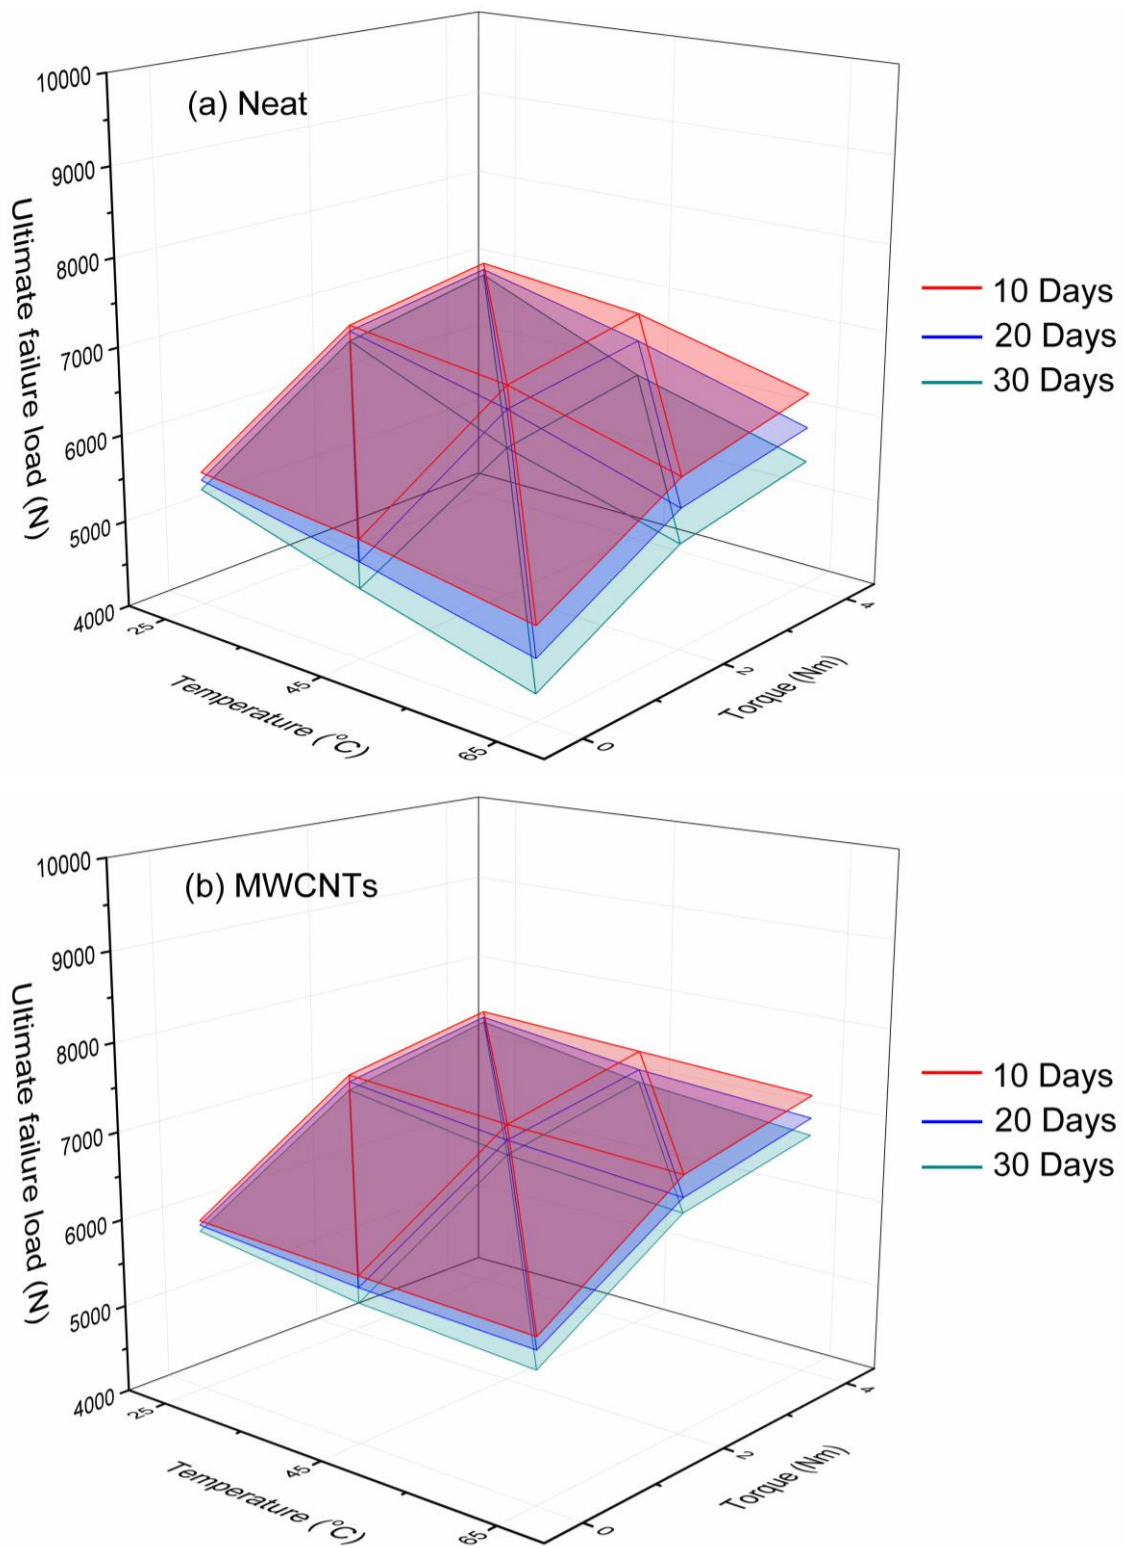 (a) Neat
10000
9000
8000
7000
6000
5000
4000
Ultimate failure load (N)
25
45
65
Temperature (°C)
0
2
4
Torque (Nm)
10 Days
20 Days
30 Days
(b) MWCNTs
10000
9000
8000
7000
6000
5000
4000
Ultimate failure load (N)
25
45
65
Temperature (°C)
0
2
4
Torque (Nm)
10 Days
20 Days
30 Days